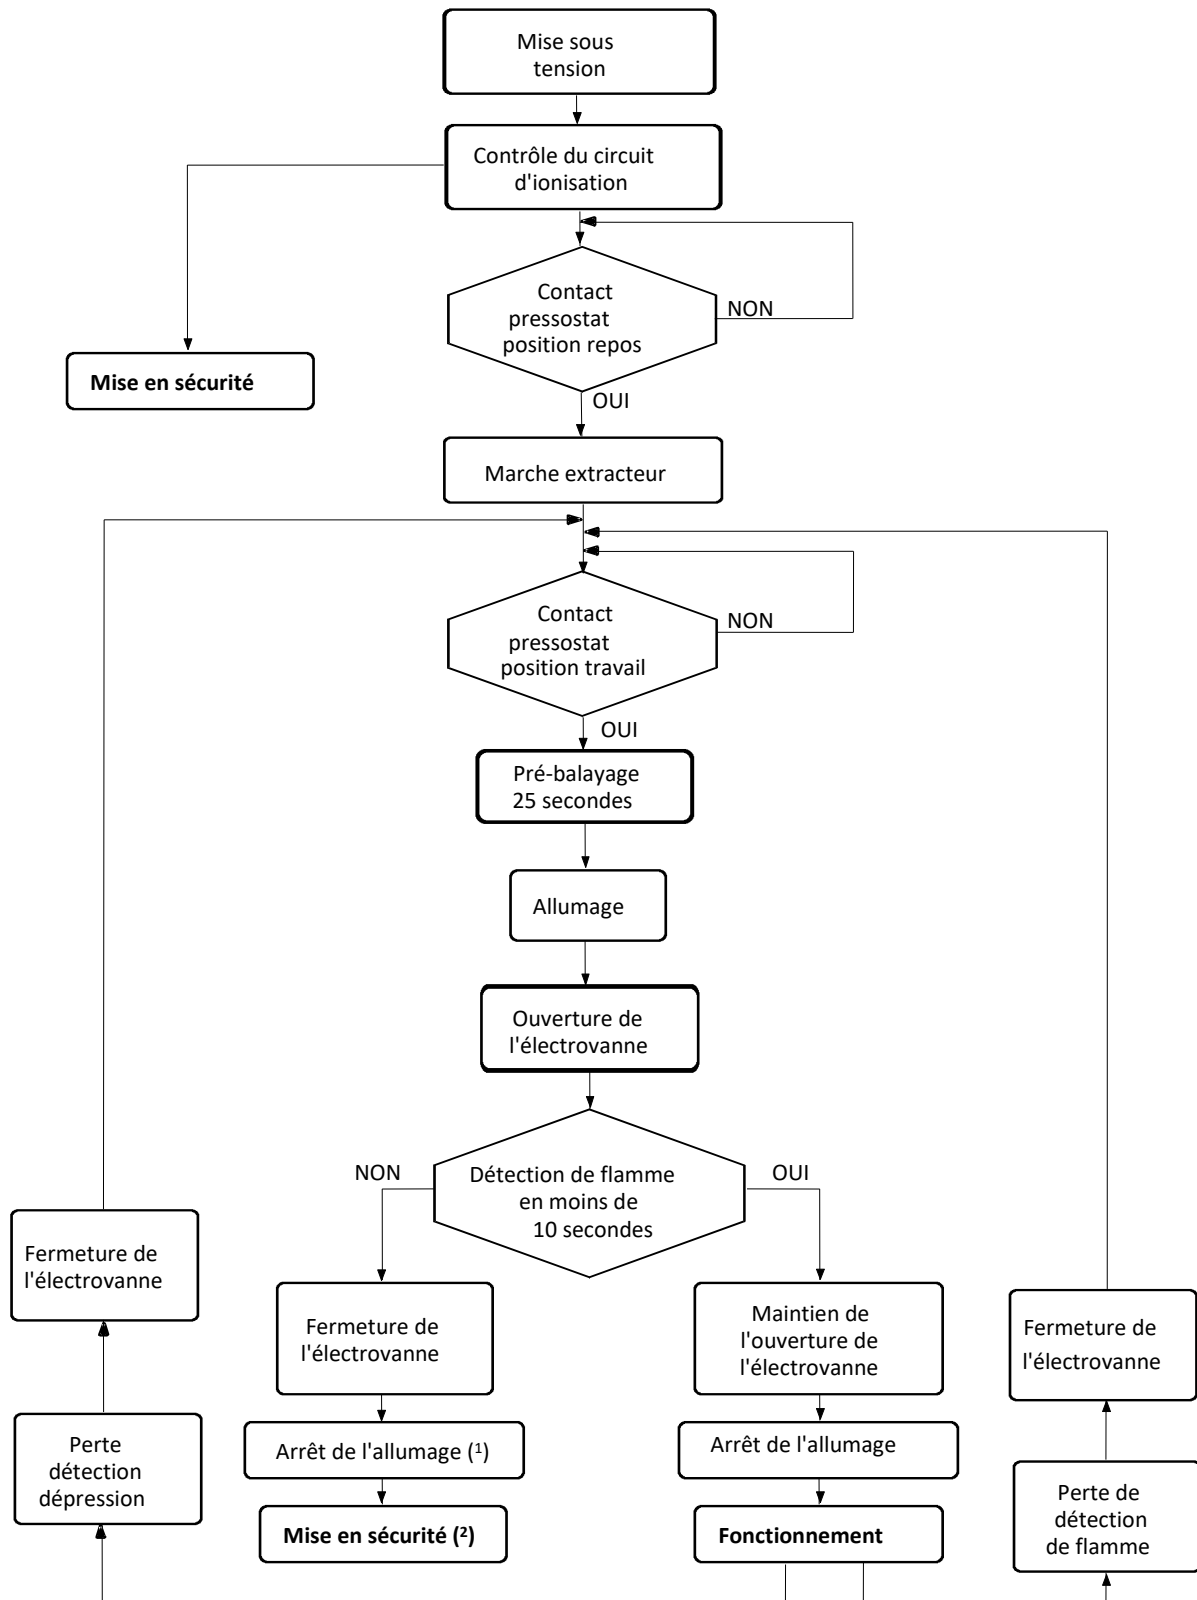 Mise sous
tension
Contrôle du circuit
d'ionisation
Contact
pressostat
position repos
NON
Mise en sécurité
OUI
Marche extracteur
Contact
pressostat
position travail
NON
OUI
Pré-balayage
25 secondes
Allumage
Ouverture de
l'électrovanne
NON
Détection de flamme
en moins de
10 secondes
OUI
Fermeture de
l'électrovanne
Fermeture de
l'électrovanne
Maintien de
l'ouverture de
l'électrovanne
Fermeture de
l'électrovanne
Perte
détection
dépression
Arrêt de l'allumage (¹)
Arrêt de l'allumage
Perte de
détection
de flamme
Mise en sécurité (²)
Fonctionnement